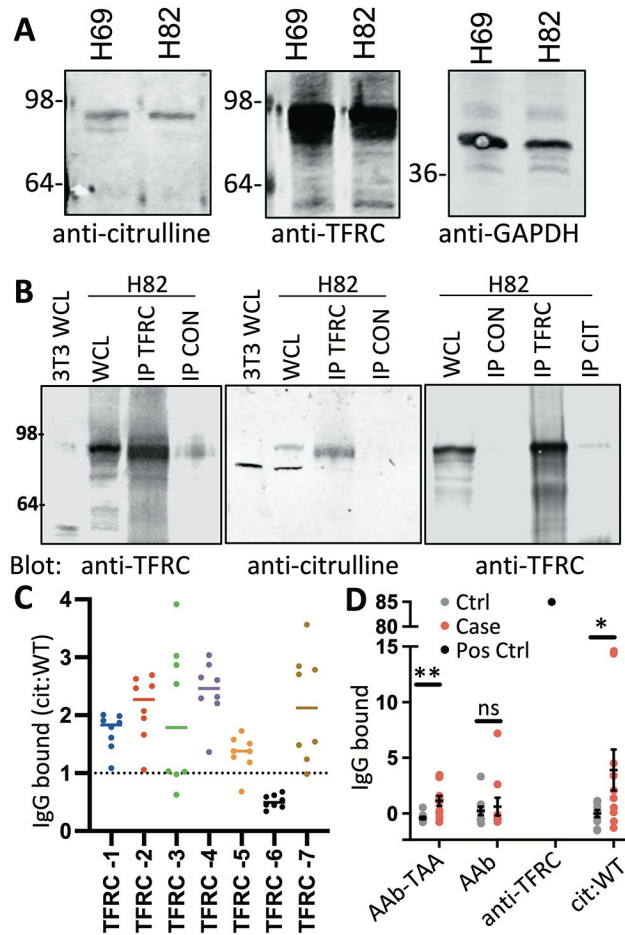 A
H69
H82
98-
64-
anti-citrulline
H69
H82
98-
64-
anti-TFRC
H69
H82
36-
anti-GAPDH
B
3T3 WCL
H82
WCL
IP TFRC
IP CON
3T3 WCL
H82
WCL
IP TFRC
IP CON
H82
WCL
IP CON
IP TFRC
IP CIT
98-
64-
Blot: anti-TFRC
anti-citrulline
anti-TFRC
C
IgG bound (cit:WT)
4
3
2
1
0
TFRC -1
TFRC -2
TFRC -3
TFRC -4
TFRC -5
TFRC -6
TFRC -7
D
IgG bound
85
80
15
10
5
0
Ctrl
Case
Pos Ctrl
**
ns
*
AAb-TAA
AAb
anti-TFRC
cit:WT